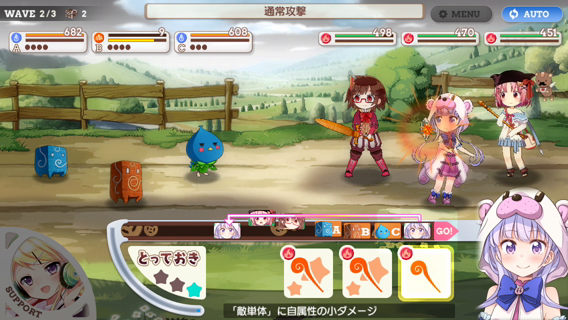 WAVE 2/3 2
通常攻撃
MENU
AUTO
682
A
9
B
608
C
498
470
451
A B C GO!
とっておき
SUPPORT
「敵単体」に自属性の小ダメージ